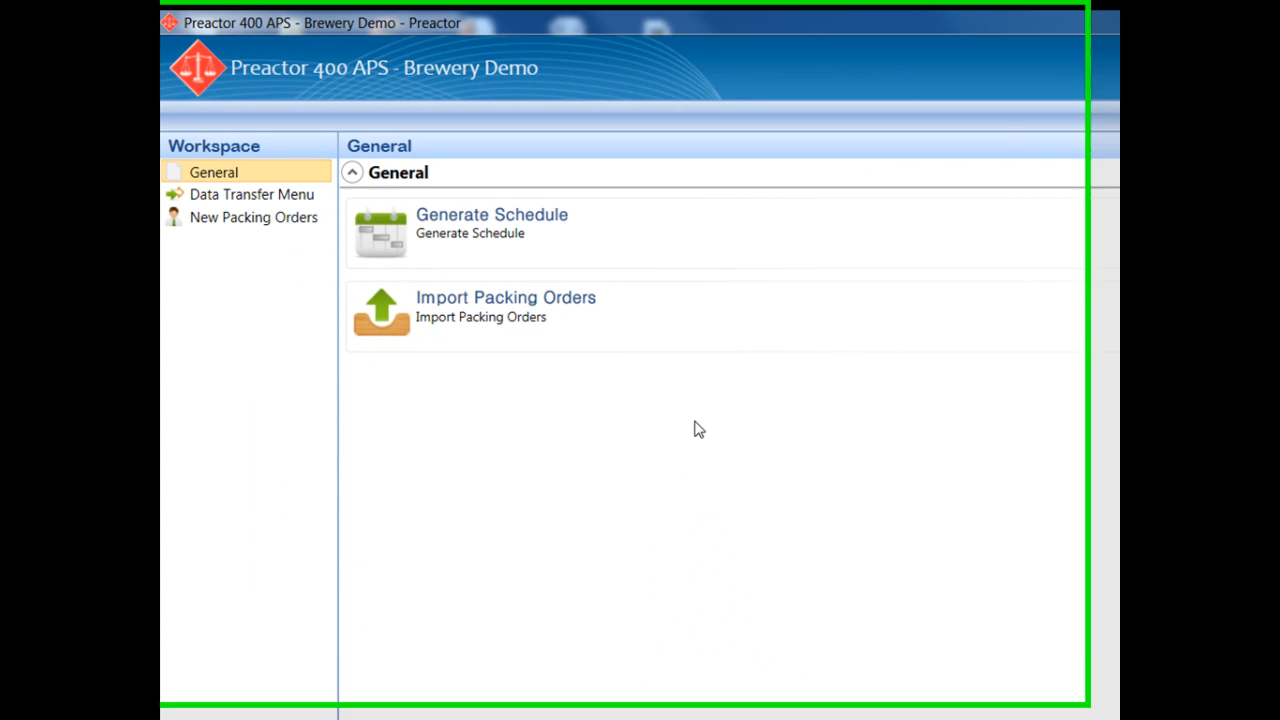 Preactor 400 APS - Brewery Demo - Preactor
Preactor 400 APS - Brewery Demo
Workspace
General
Data Transfer Menu
New Packing Orders
General
General
Generate Schedule
Generate Schedule
Import Packing Orders
Import Packing Orders